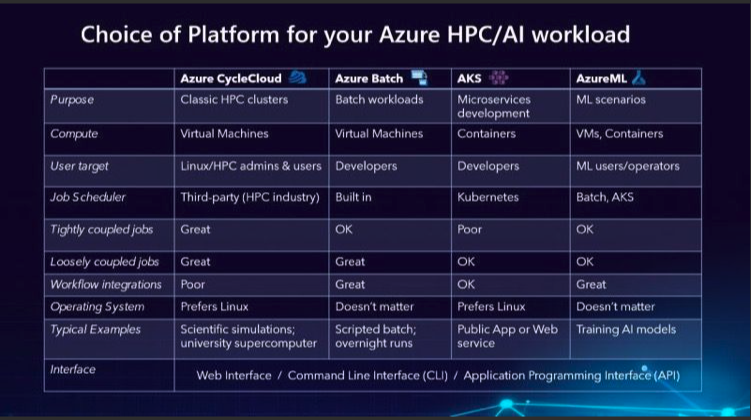 Choice of Platform for your Azure HPC/AI workload
Azure CycleCloud Azure Batch AKS AzureML
Purpose Classic HPC clusters Batch workloads Microservices development ML scenarios
Compute Virtual Machines Virtual Machines Containers VMs, Containers
User target Linux/HPC admins & users Developers Developers ML users/operators
Job Scheduler Third-party (HPC industry) Built in Kubernetes Batch, AKS
Tightly coupled jobs Great OK Poor OK
Loosely coupled jobs Great Great OK OK
Workflow integrations Poor Great OK Great
Operating System Prefers Linux Doesn't matter Prefers Linux Doesn't matter
Typical Examples Scientific simulations; university supercomputer Scripted batch; overnight runs Public App or Web service Training AI models
Interface Web Interface / Command Line Interface (CLI) / Application Programming Interface (API)